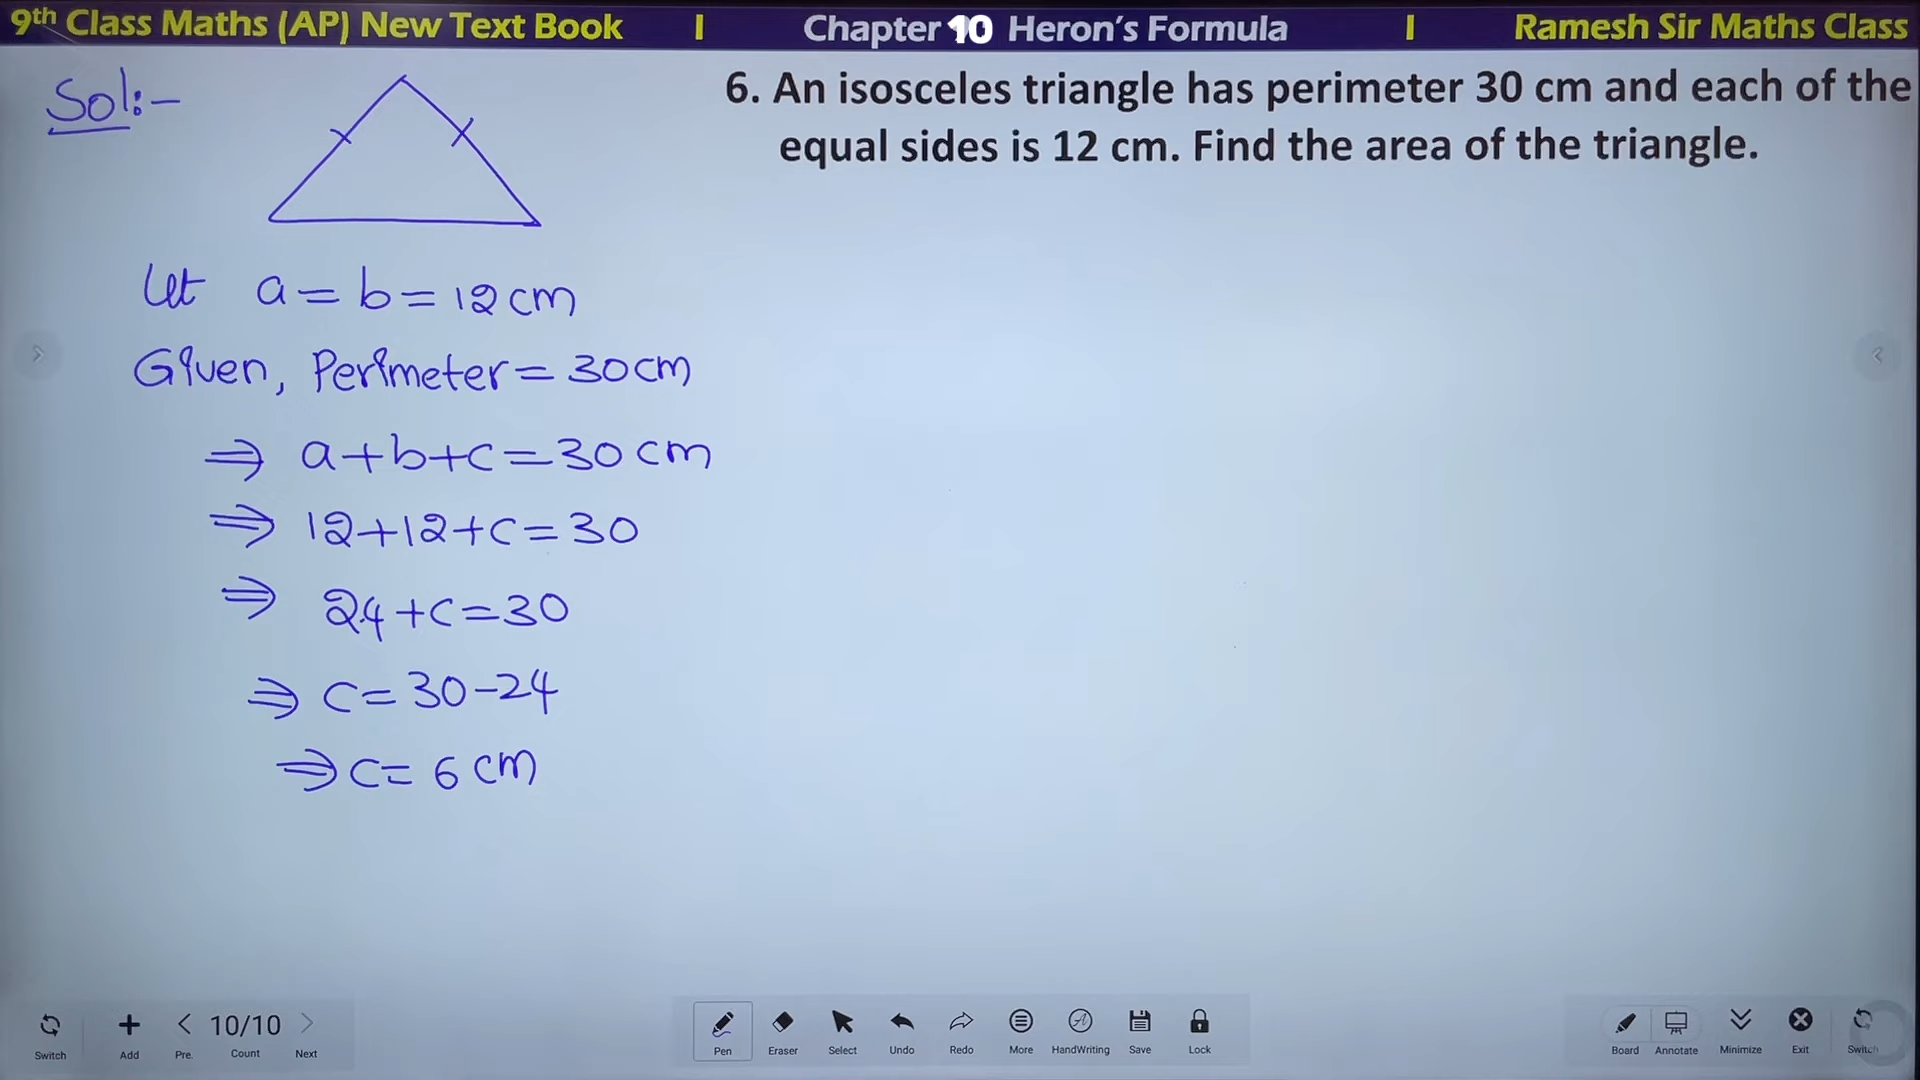 9th Class Maths (AP) New Text Book I Chapter 10 Heron's Formula I Ramesh Sir Maths Class
Sol:-
6. An isosceles triangle has perimeter 30 cm and each of the
equal sides is 12 cm. Find the area of the triangle.
Let a = b = 12 cm
Given, Perimeter = 30 cm
⇒ a+b+c = 30 cm
⇒ 12+12+c = 30
⇒ 24+c = 30
⇒ c = 30-24
⇒ c = 6 cm
10/10
Switch Add Pre. Count Next Pen Eraser Select Undo Redo More HandWriting Save Lock Board Annotate Minimize Exit Switch